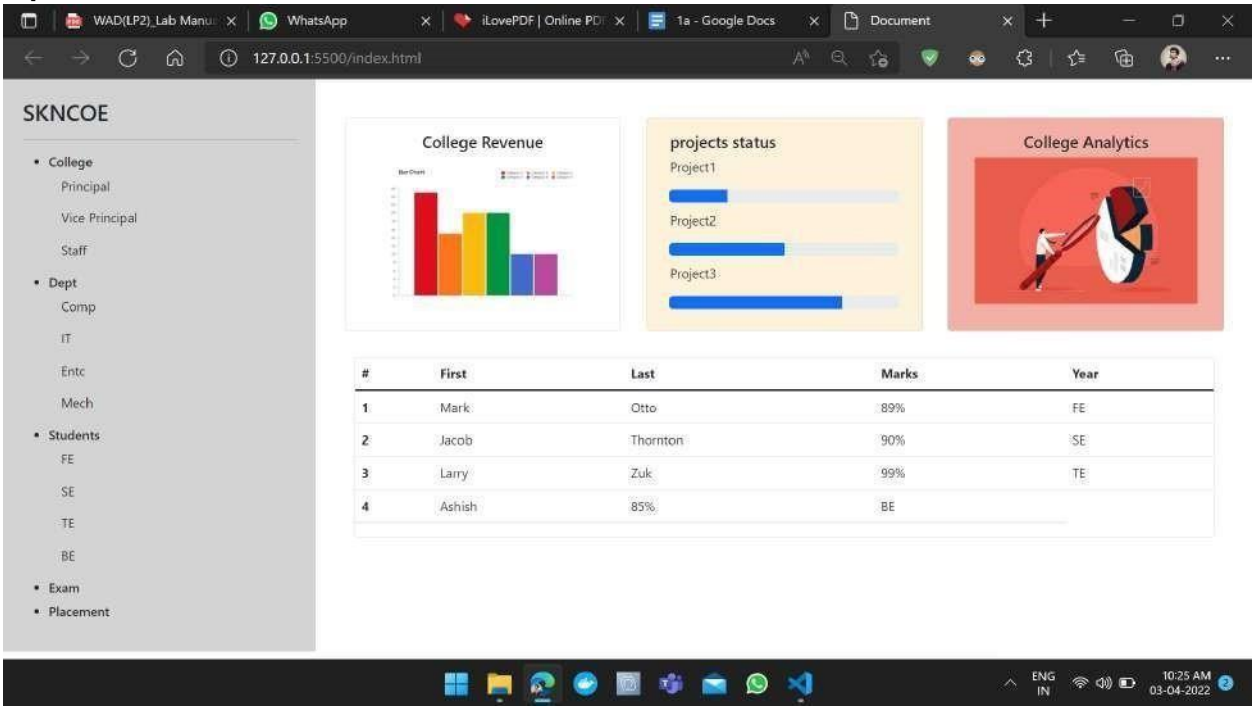 WAD(LP2)_Lab Manu
WhatsApp
iLovePDF | Online PD
1a - Google Docs
Document
127.0.0.1:5500/index.html
SKNCOE
College
Principal
Vice Principal
Staff
Dept
Comp
IT
Entc
Mech
Students
FE
SE
TE
BE
Exam
Placement
College Revenue
Bar Chart
projects status
Project1
Project2
Project3
College Analytics
# First Last Marks Year
1 Mark Otto 89% FE
2 Jacob Thornton 90% SE
3 Larry Zuk 99% TE
4 Ashish 85% BE
ENG
IN
10:25 AM
03-04-2022
2